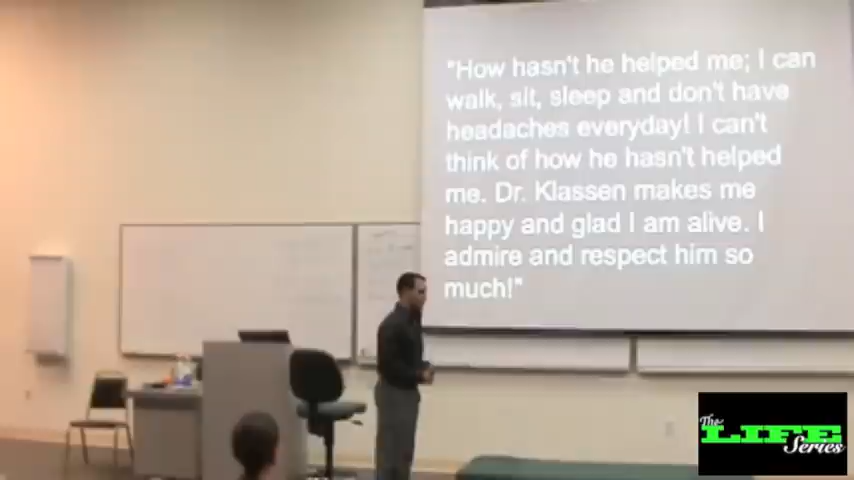 "How hasn't he helped me; I can
walk, sit, sleep and don't have
headaches everyday! I can't
think of how he hasn't helped
me. Dr. Klassen makes me
happy and glad I am alive. I
admire and respect him so
much!"
The
LIFE
Series